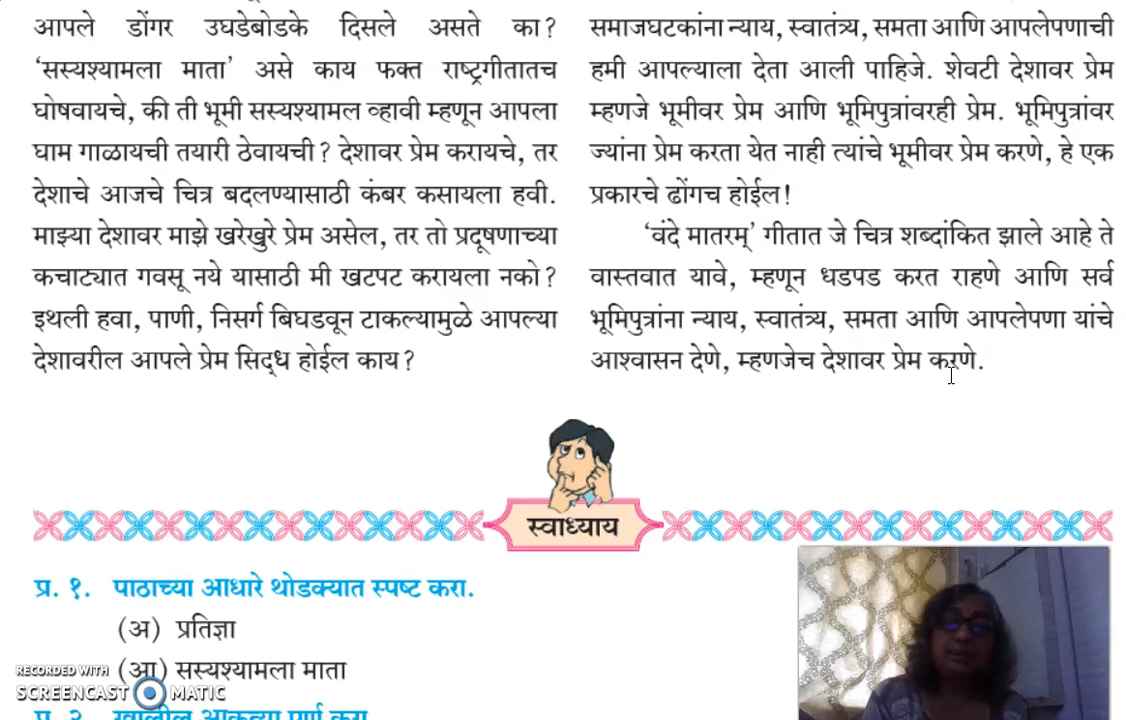 आपले डोंगर उघडेबोडके दिसले असते का?
‘सस्यश्यामला माता’ असे काय फक्त राष्ट्रगीतातच
घोषवायचे, की ती भूमी सस्यश्यामल व्हावी म्हणून आपला
घाम गाळायची तयारी ठेवायची? देशावर प्रेम करायचे, तर
देशाचे आजचे चित्र बदलण्यासाठी कंबर कसायला हवी.
माझ्या देशावर माझे खरेखुरे प्रेम असेल, तर तो प्रदूषणाच्या
कचाट्यात गवसू नये यासाठी मी खटपट करायला नको?
इथली हवा, पाणी, निसर्ग बिघडवून टाकल्यामुळे आपल्या
देशावरील आपले प्रेम सिद्ध होईल काय?
समाजघटकांना न्याय, स्वातंत्र्य, समता आणि आपलेपणाची
हमी आपल्याला देता आली पाहिजे. शेवटी देशावर प्रेम
म्हणजे भूमीवर प्रेम आणि भूमिपुत्रांवरही प्रेम. भूमिपुत्रांवर
ज्यांना प्रेम करता येत नाही त्यांचे भूमीवर प्रेम करणे, हे एक
प्रकारचे ढोंगच होईल!
‘वंदे मातरम्’ गीतात जे चित्र शब्दांकित झाले आहे ते
वास्तवात यावे, म्हणून धडपड करत राहणे आणि सर्व
भूमिपुत्रांना न्याय, स्वातंत्र्य, समता आणि आपलेपणा यांचे
आश्वासन देणे, म्हणजेच देशावर प्रेम करणे.
स्वाध्याय
प्र. १. पाठाच्या आधारे थोडक्यात स्पष्ट करा.
(अ) प्रतिज्ञा
(आ) सस्यश्यामला माता
प्र. २. खालील आकृत्या पूर्ण करा.
RECORDED WITH
SCREENCAST MATIC